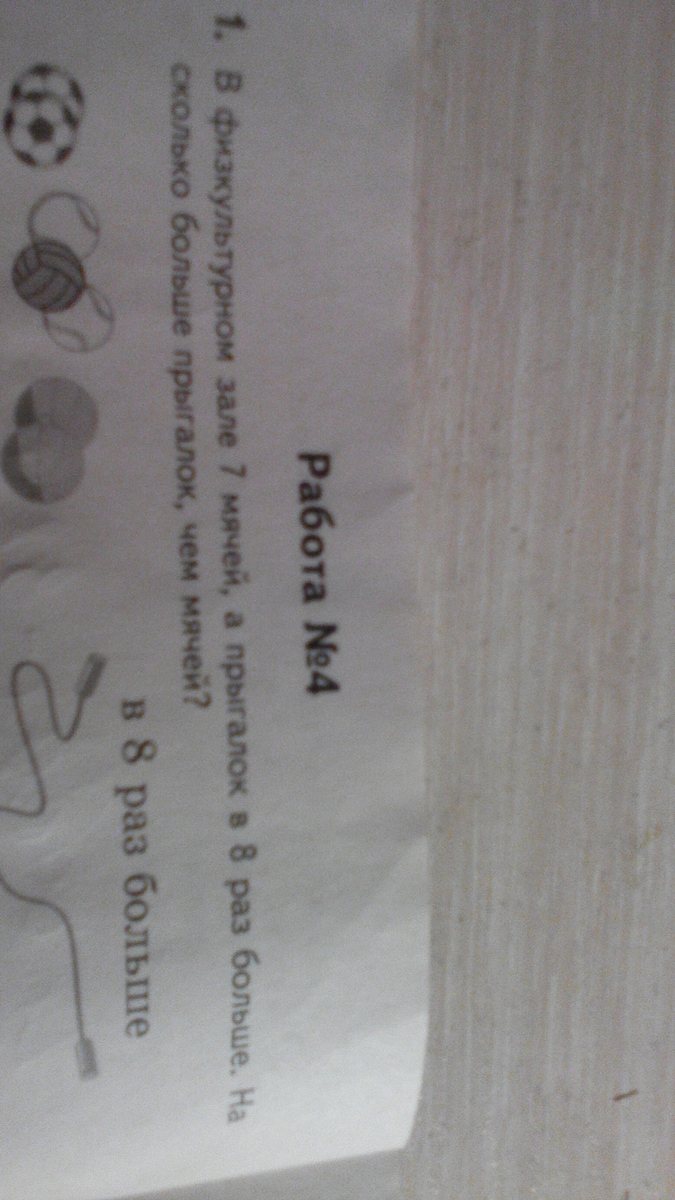 Работа №4
1. В физкультурном зале 7 мячей, а прыгалок в 8 раз больше. На
сколько больше прыгалок, чем мячей?
в 8 раз больше